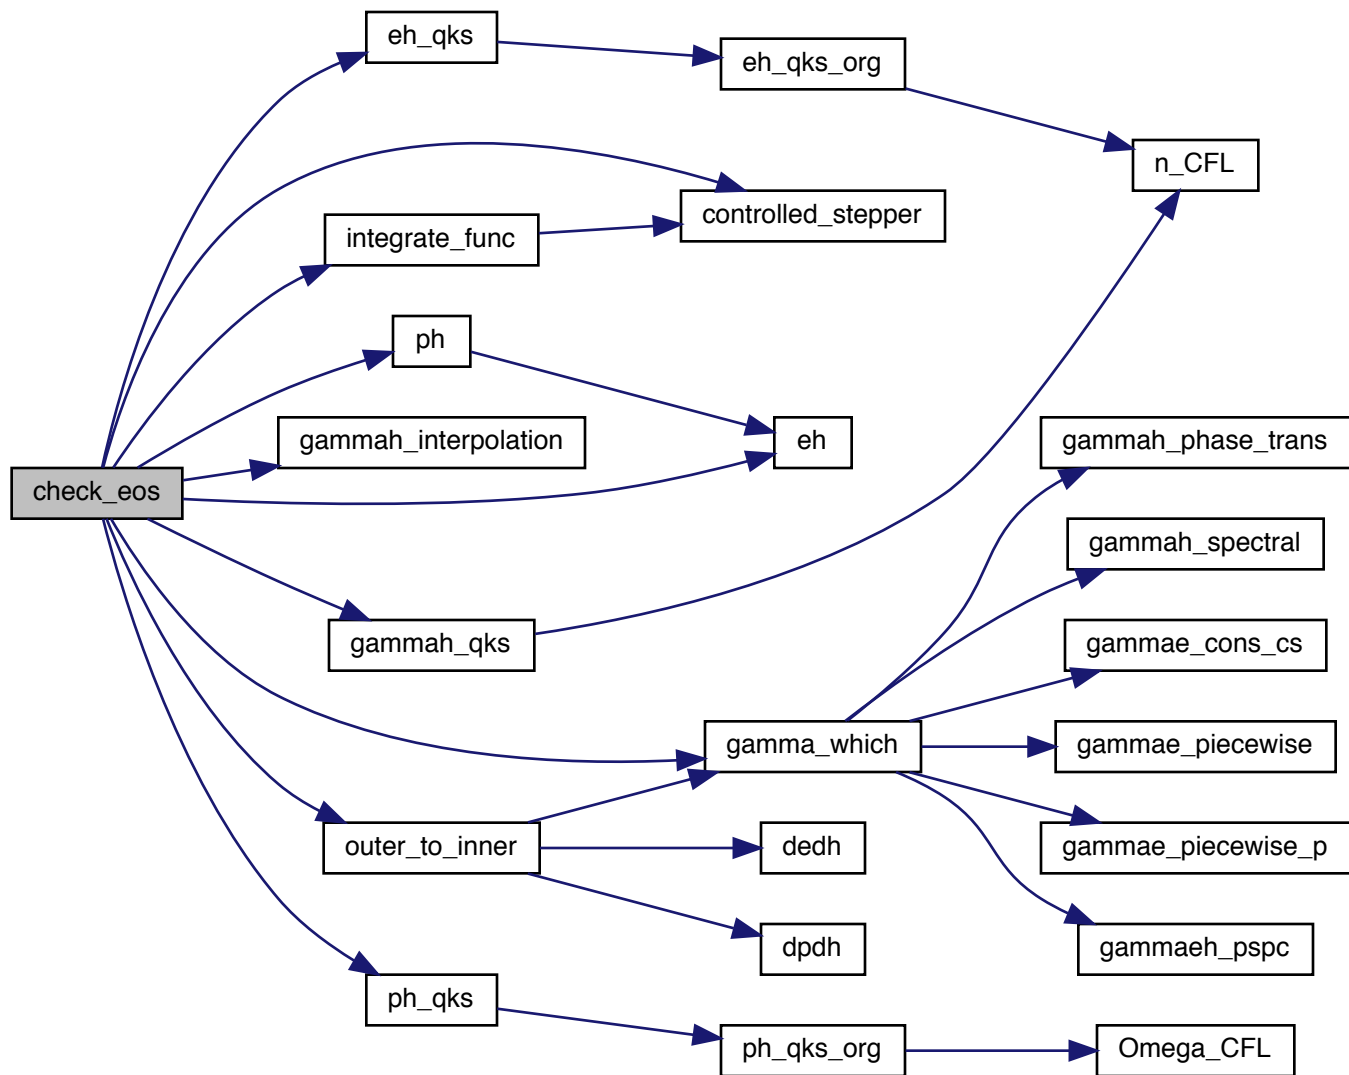 eh_qks
eh_qks_org
n_CFL
controlled_stepper
integrate_func
ph
gammah_interpolation
eh
gammah_phase_trans
check_eos
gammah_spectral
gammah_qks
gammae_cons_cs
gamma_which
gammae_piecewise
outer_to_inner
dedh
gammae_piecewise_p
dpdh
gammaeh_pspc
ph_qks
ph_qks_org
Omega_CFL